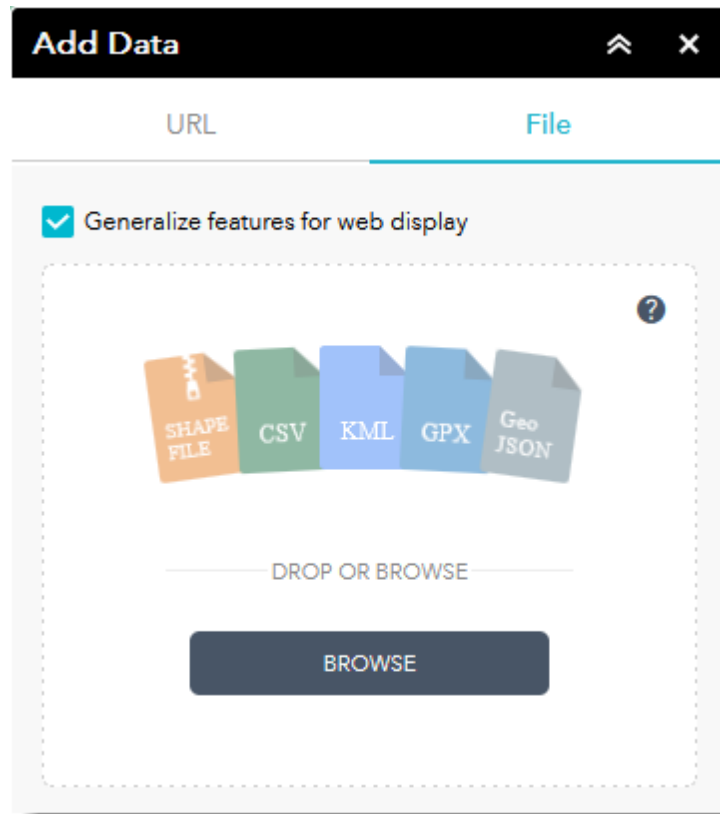 Add Data
URL
File
Generalize features for web display
?
SHAPE
FILE
CSV
KML
GPX
Geo
JSON
DROP OR BROWSE
BROWSE